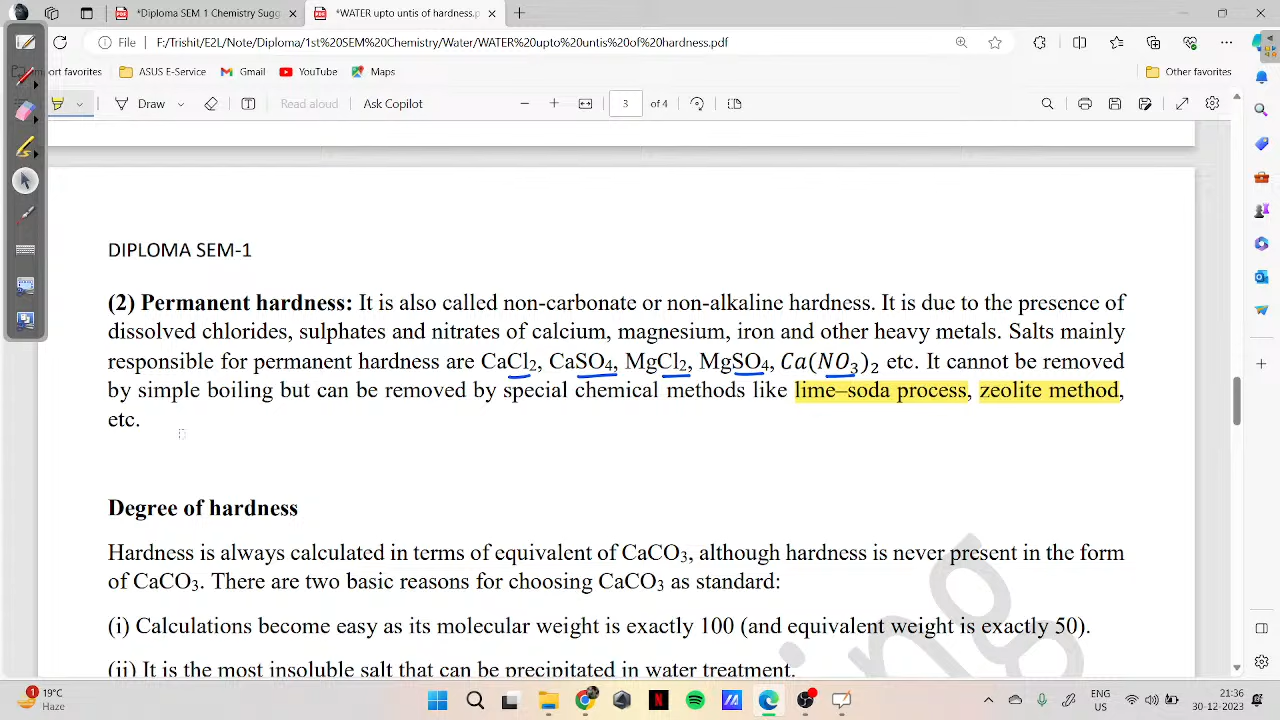 *Diploma SEM 1 Chemistry Sugg
*WATER upto untis of hardness.p
File F:/Trishit/E2L/Note/Diploma/1st%20SEM%20Chemistry/Water/WATER%20upto%20untis%20of%20hardness.pdf
mport favorites ASUS E-Service Gmail YouTube Maps Other favorites
Draw Read aloud Ask Copilot 3 of 4
DIPLOMA SEM-1
(2) Permanent hardness: It is also called non-carbonate or non-alkaline hardness. It is due to the presence of
dissolved chlorides, sulphates and nitrates of calcium, magnesium, iron and other heavy metals. Salts mainly
responsible for permanent hardness are CaCl₂, CaSO₄, MgCl₂, MgSO₄, Ca(NO₃)₂ etc. It cannot be removed
by simple boiling but can be removed by special chemical methods like lime–soda process, zeolite method,
etc.
Degree of hardness
Hardness is always calculated in terms of equivalent of CaCO₃, although hardness is never present in the form
of CaCO₃. There are two basic reasons for choosing CaCO₃ as standard:
(i) Calculations become easy as its molecular weight is exactly 100 (and equivalent weight is exactly 50).
(ii) It is the most insoluble salt that can be precipitated in water treatment.
ing
1 19°C
Haze
ENG
IN
21:36
30-12-2023